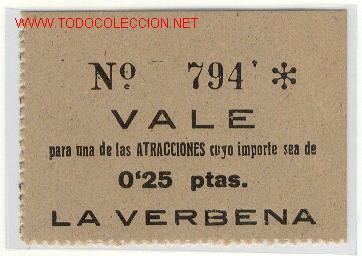 www.TODOCOLECCION.net
Nº 794' *
VALE
para una de las ATRACCIONES cuyo importe sea de
0'25 ptas.
LA VERBENA